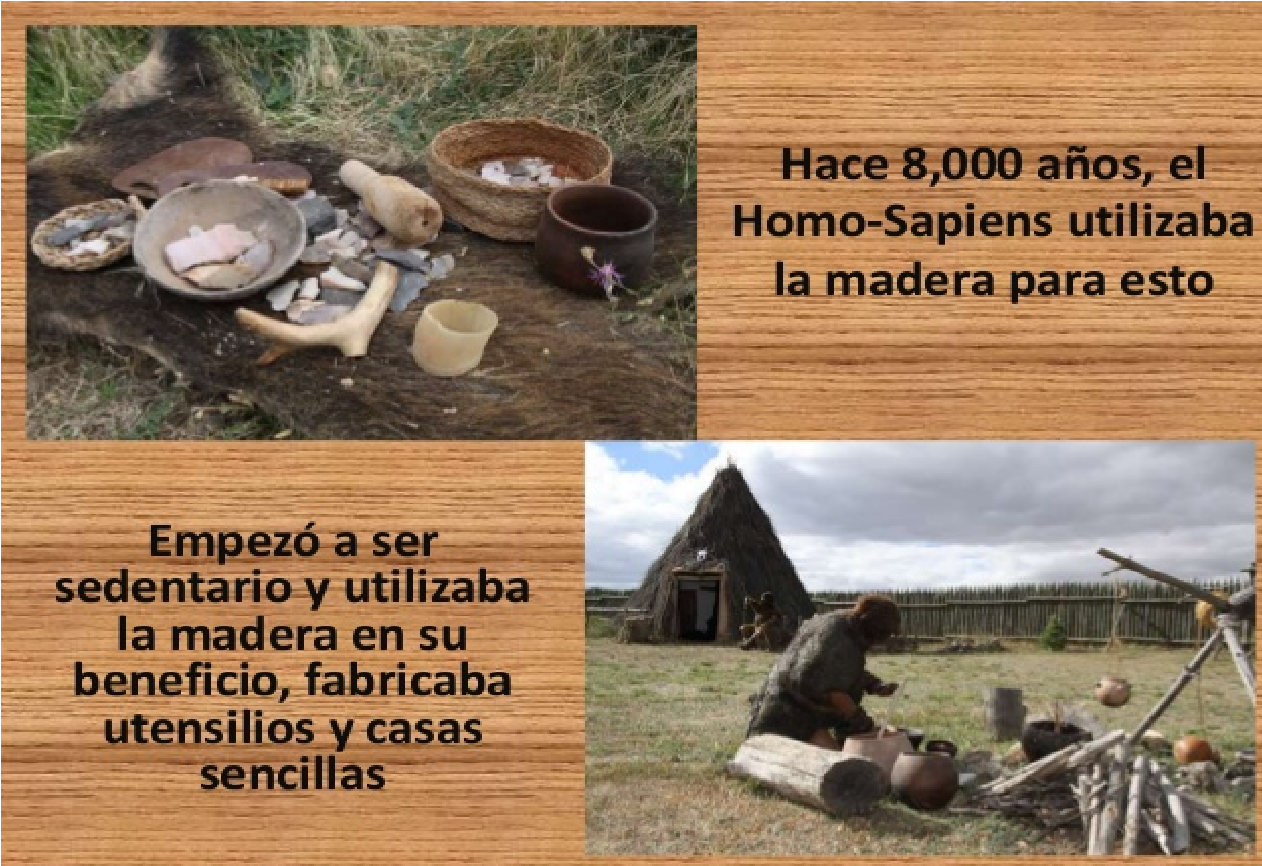 Hace 8,000 años, el
Homo-Sapiens utilizaba
la madera para esto
Empezó a ser
sedentario y utilizaba
la madera en su
beneficio, fabricaba
utensilios y casas
sencillas